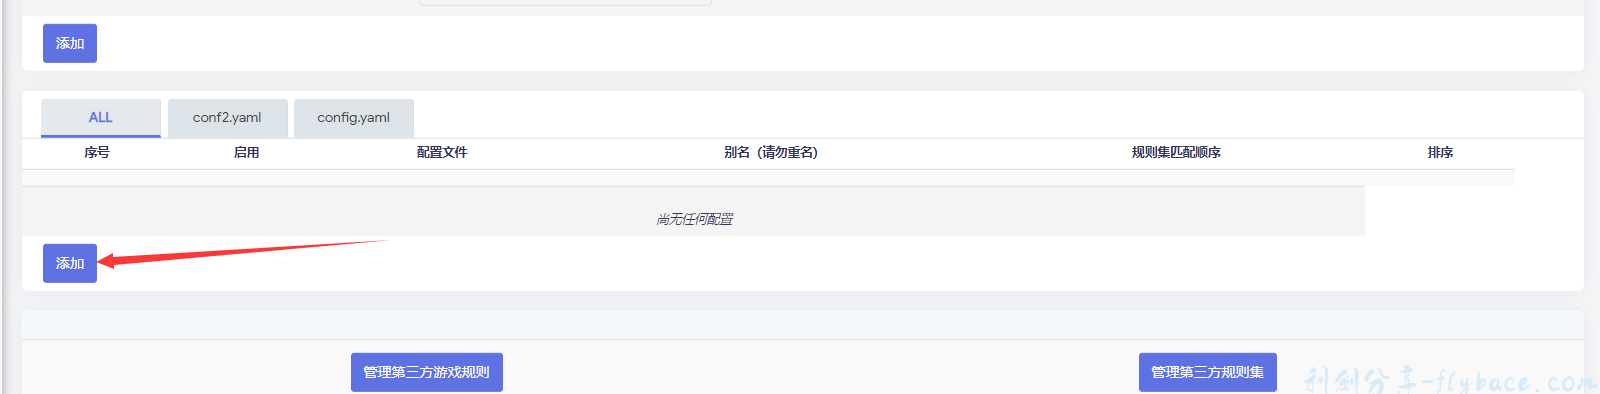 添加
ALL conf2.yaml config.yaml
序号 启用 配置文件 别名（请勿重名） 规则集匹配顺序 排序
尚无任何配置
添加
管理第三方游戏规则 管理第三方规则集
利剑分享-flybace.com